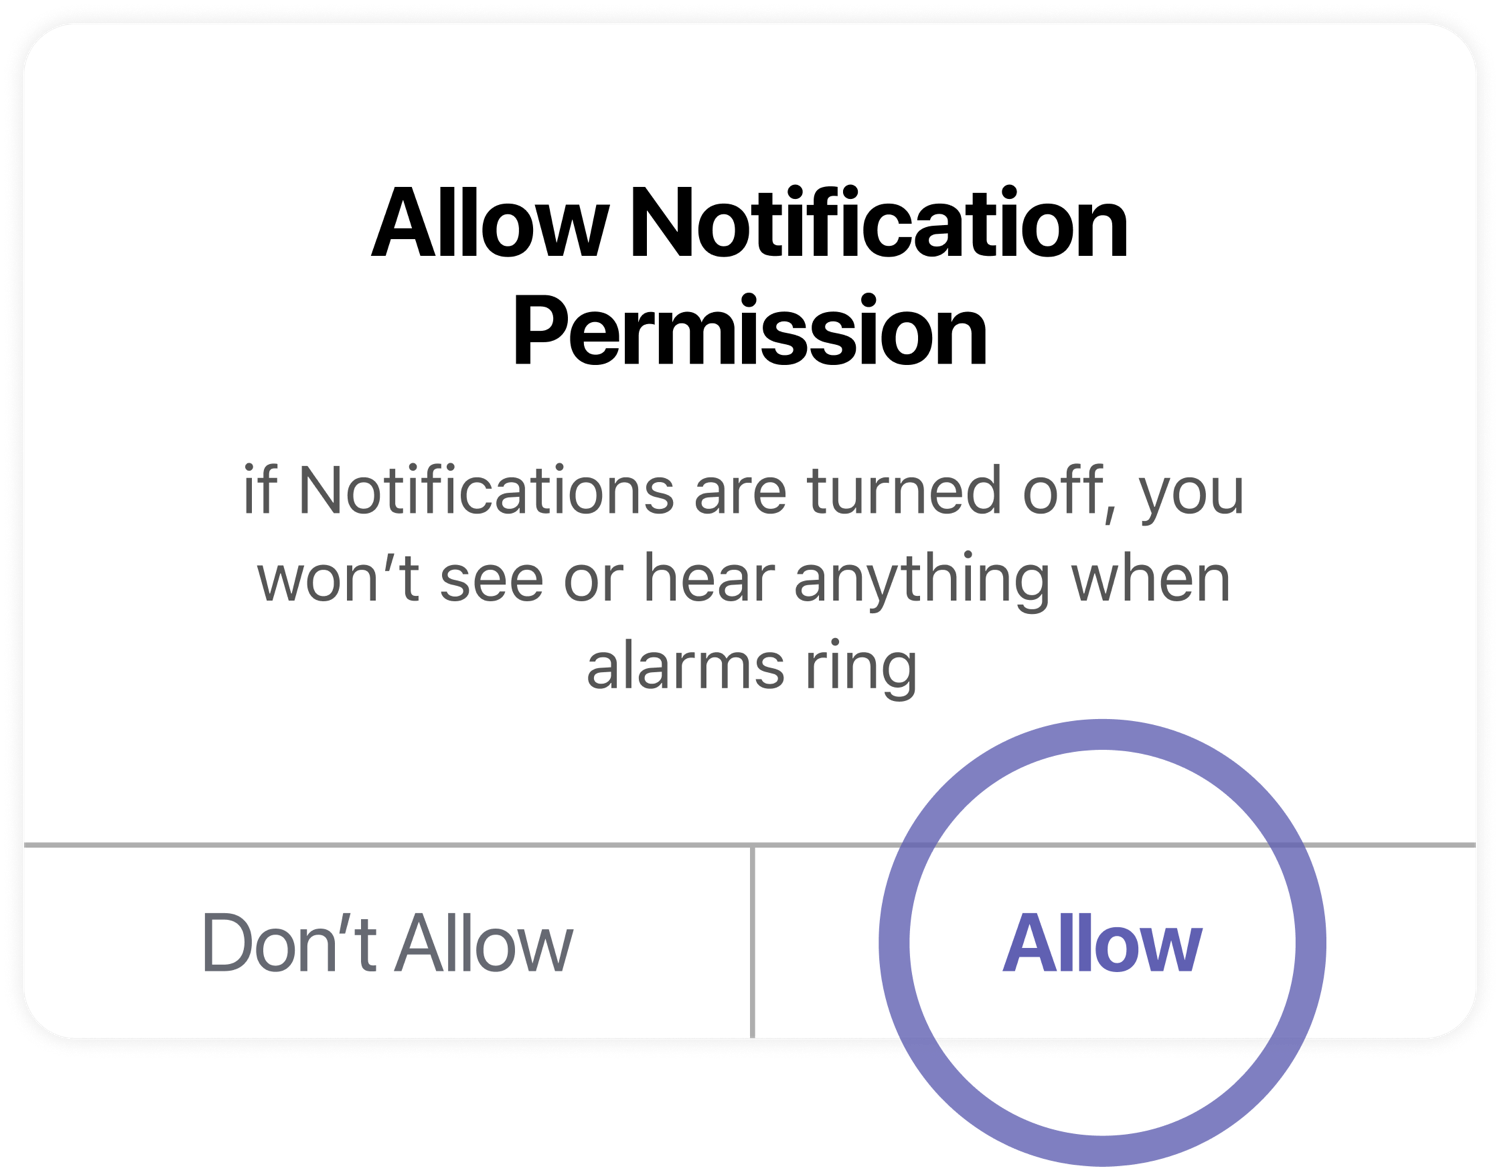 Allow Notification
Permission
if Notifications are turned off, you
won’t see or hear anything when
alarms ring
Don’t Allow
Allow